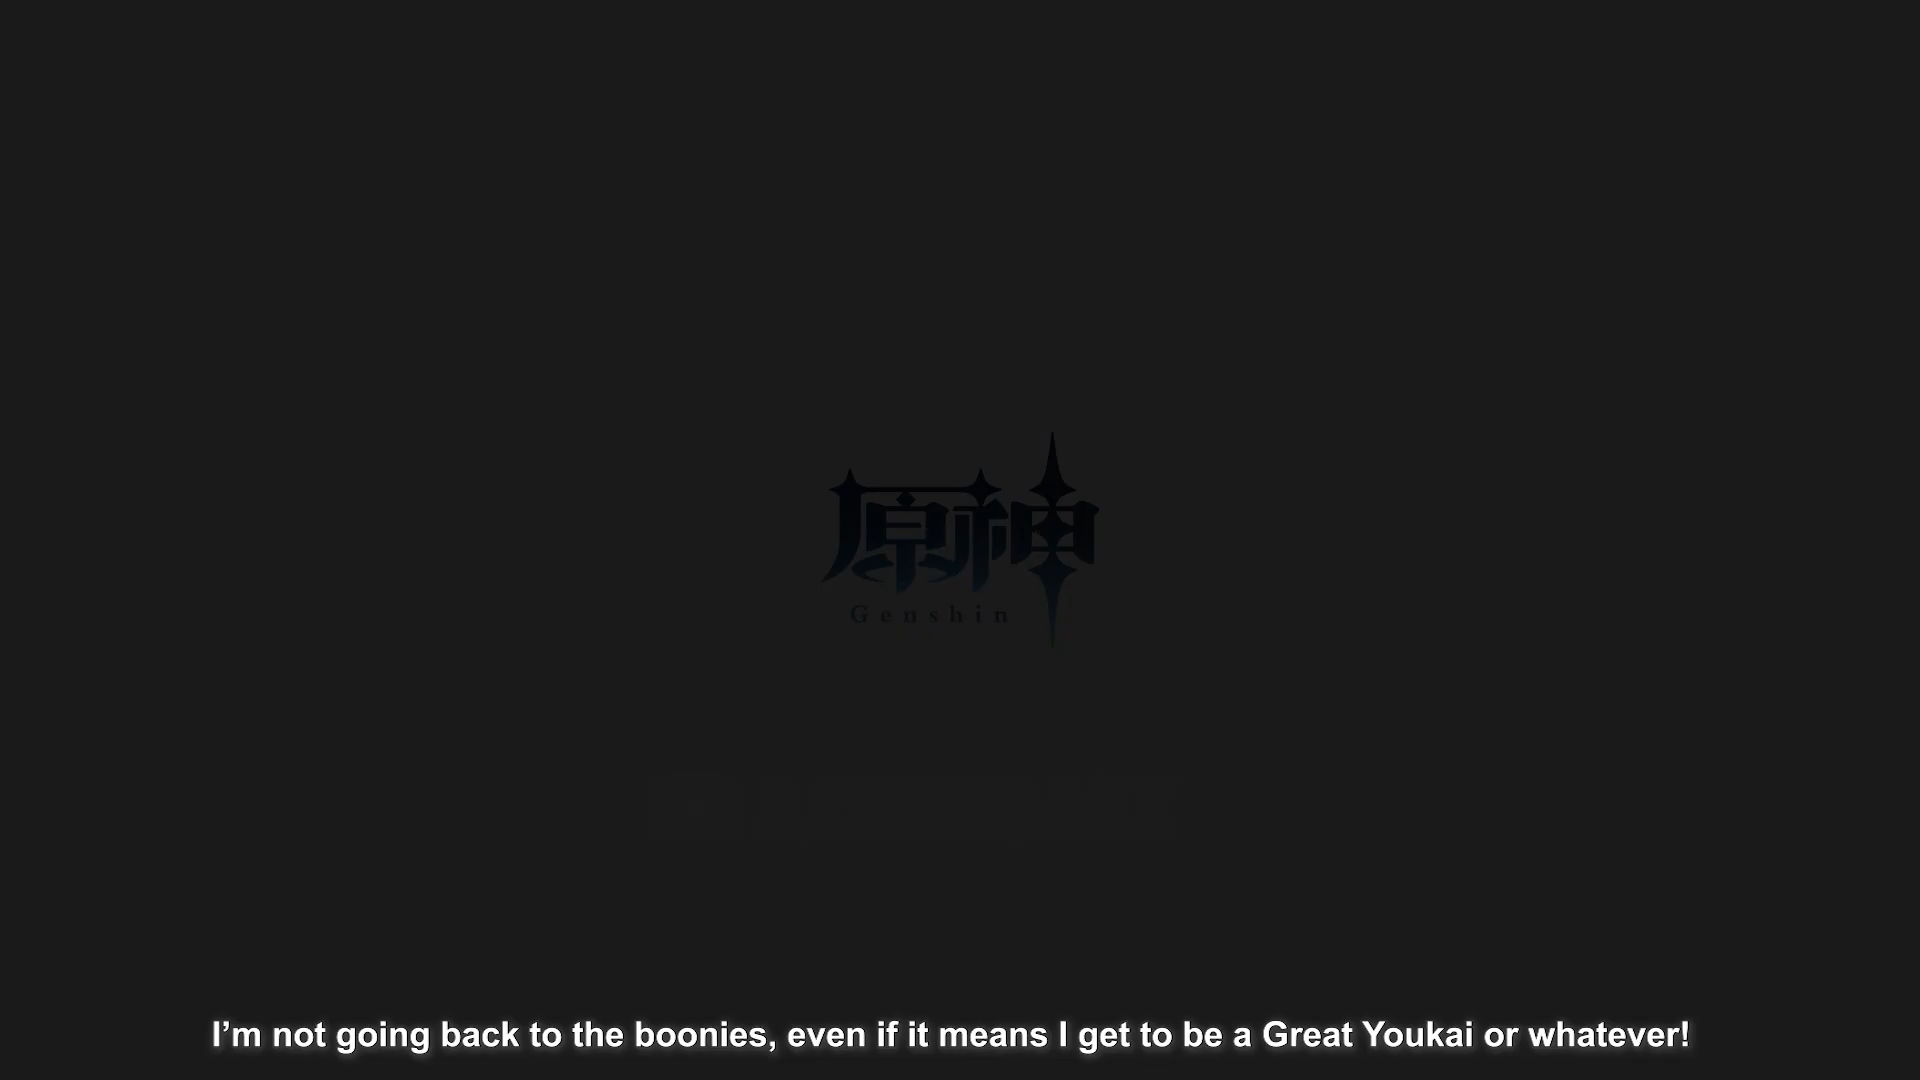 原神
Genshin
I’m not going back to the boonies, even if it means I get to be a Great Youkai or whatever!